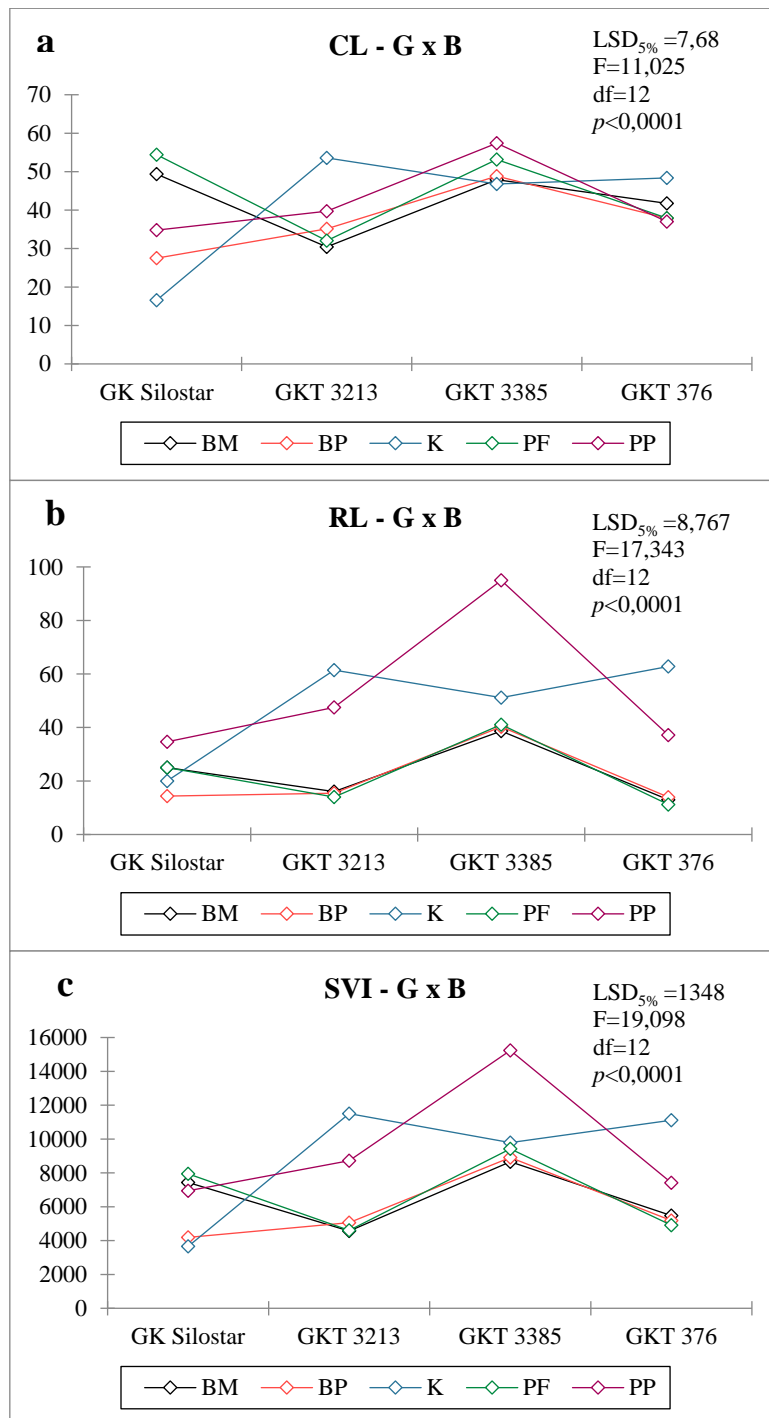 a
CL - G x B
LSD5% =7,68
F=11,025
df=12
p<0,0001
70
60
50
40
30
20
10
0
GK Silostar GKT 3213 GKT 3385 GKT 376
BM BP K PF PP
b
RL - G x B
LSD5% =8,767
F=17,343
df=12
p<0,0001
100
80
60
40
20
0
GK Silostar GKT 3213 GKT 3385 GKT 376
BM BP K PF PP
c
SVI - G x B
LSD5% =1348
F=19,098
df=12
p<0,0001
16000
14000
12000
10000
8000
6000
4000
2000
0
GK Silostar GKT 3213 GKT 3385 GKT 376
BM BP K PF PP